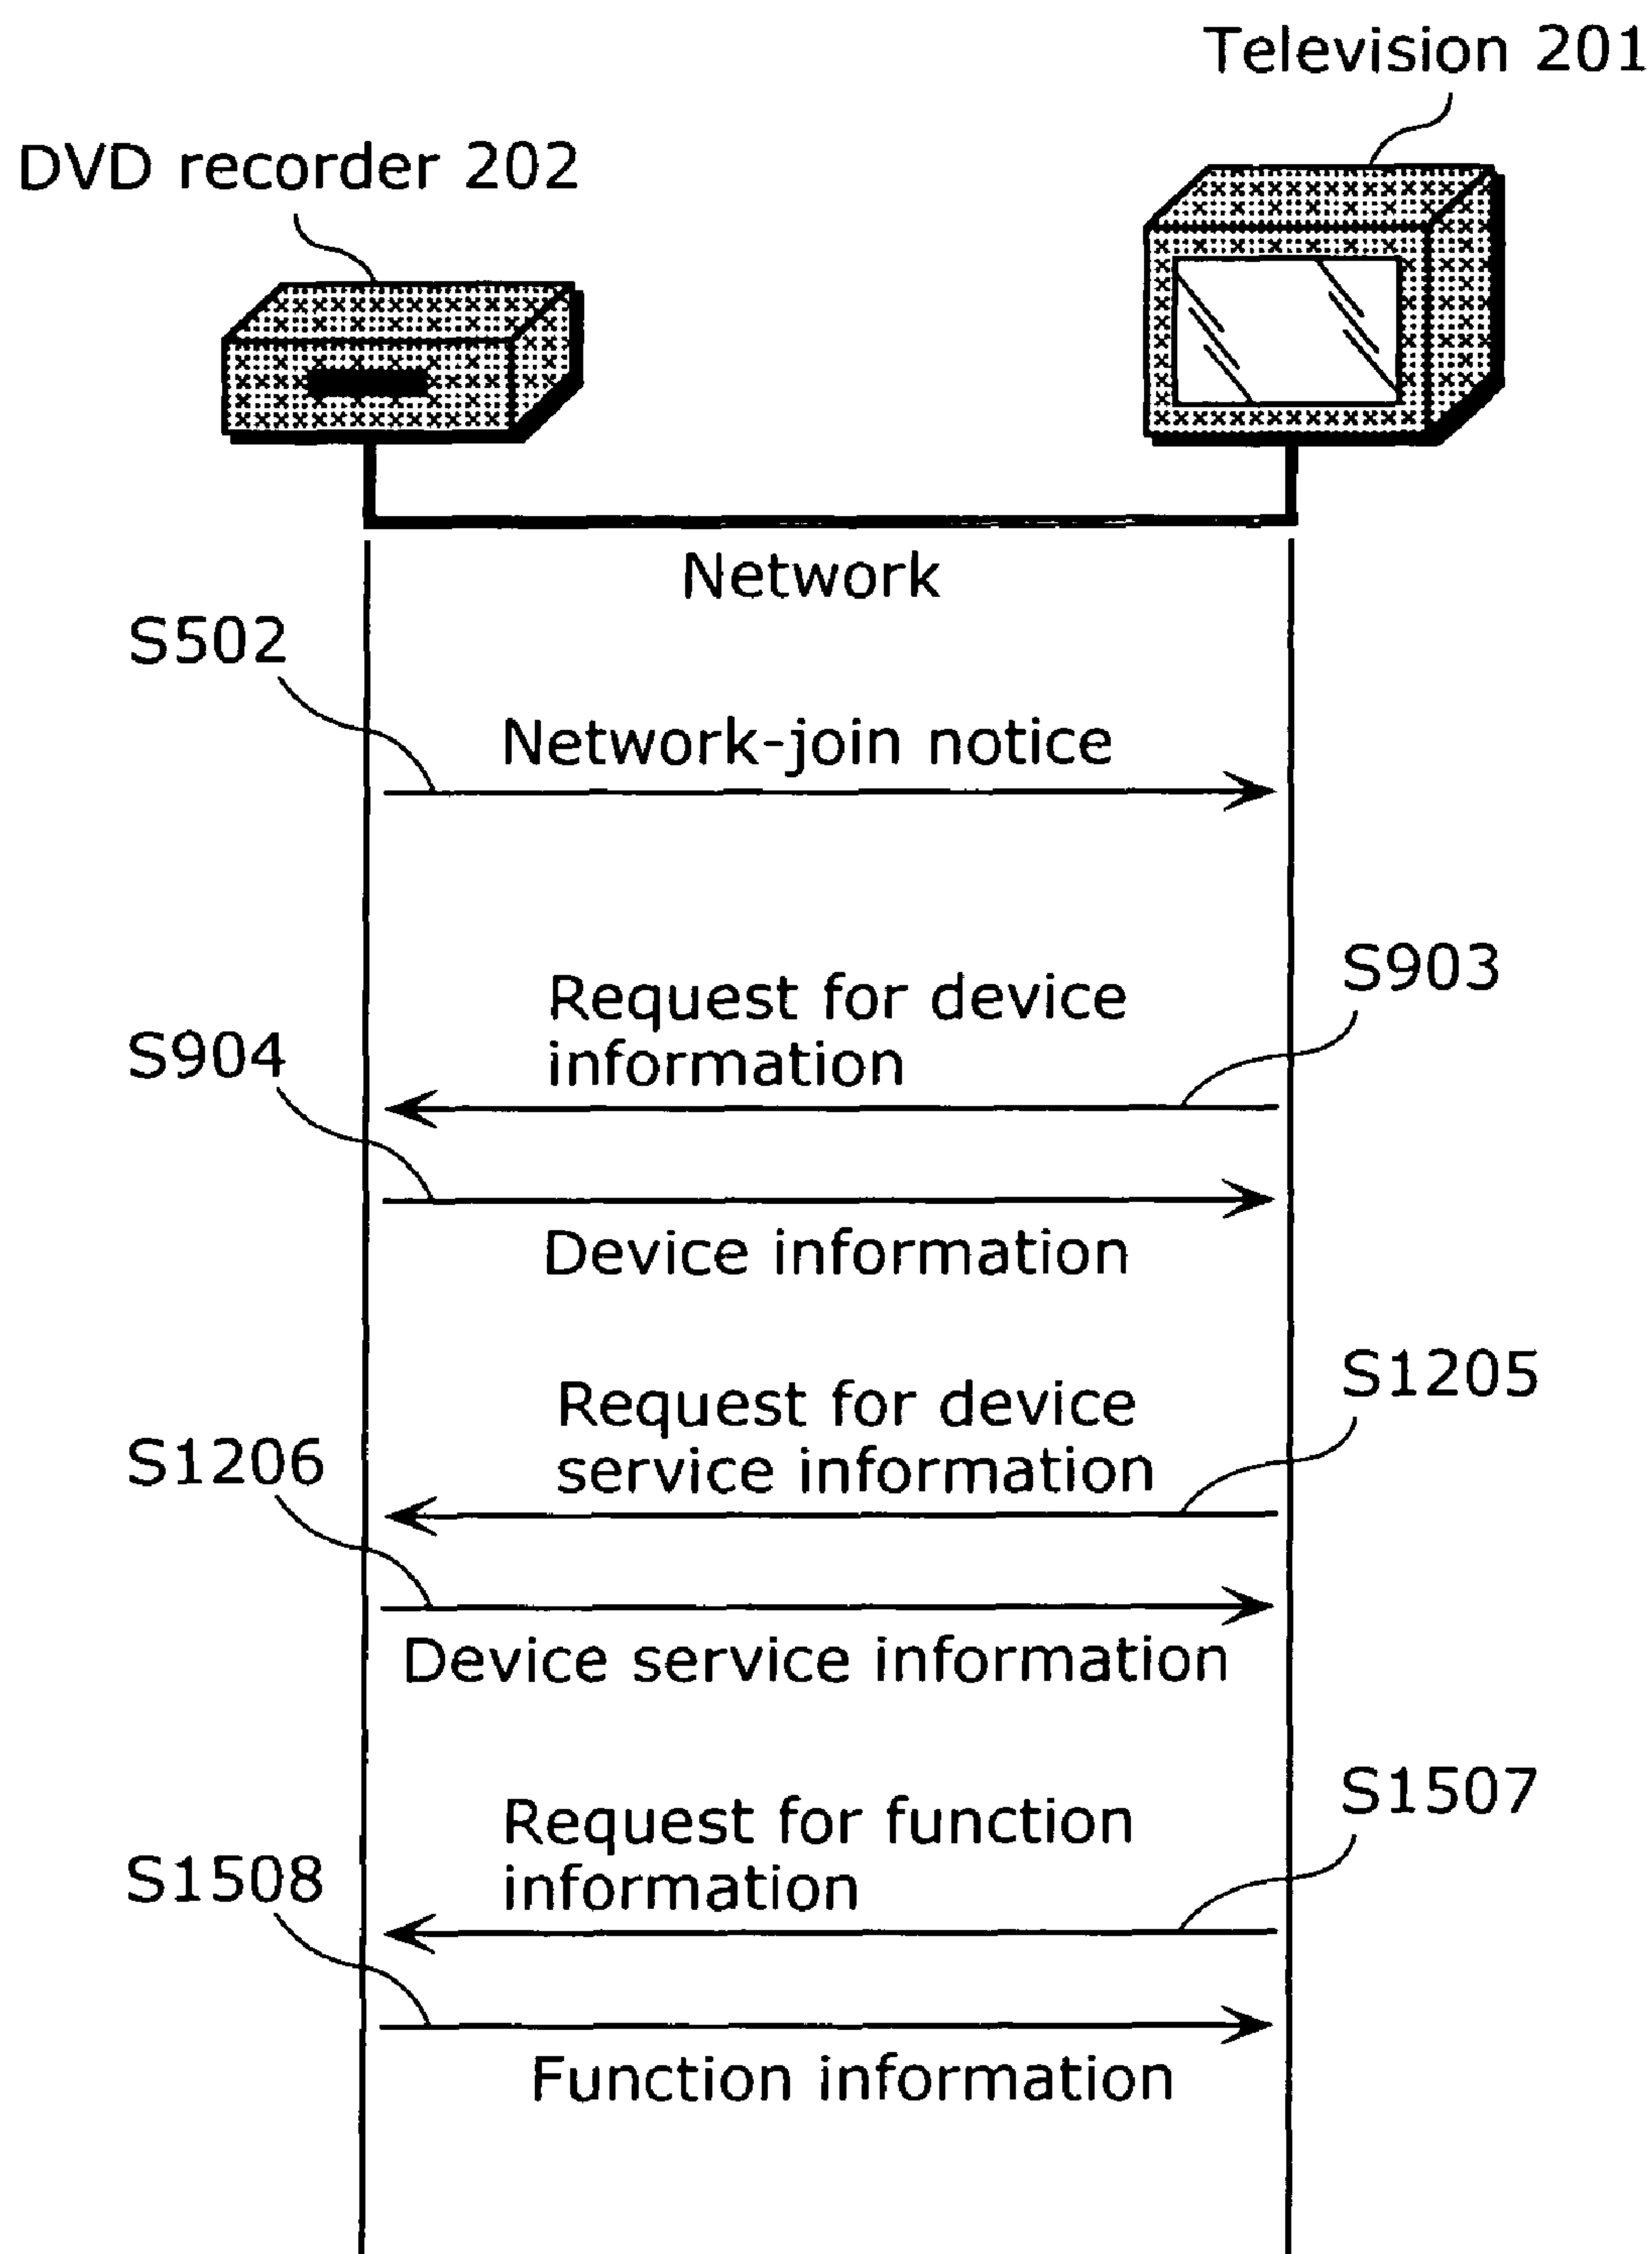 Television 201
DVD recorder 202
Network
S502
Network-join notice
S903
Request for device
information
S904
Device information
S1205
Request for device
service information
S1206
Device service information
S1507
Request for function
information
S1508
Function information